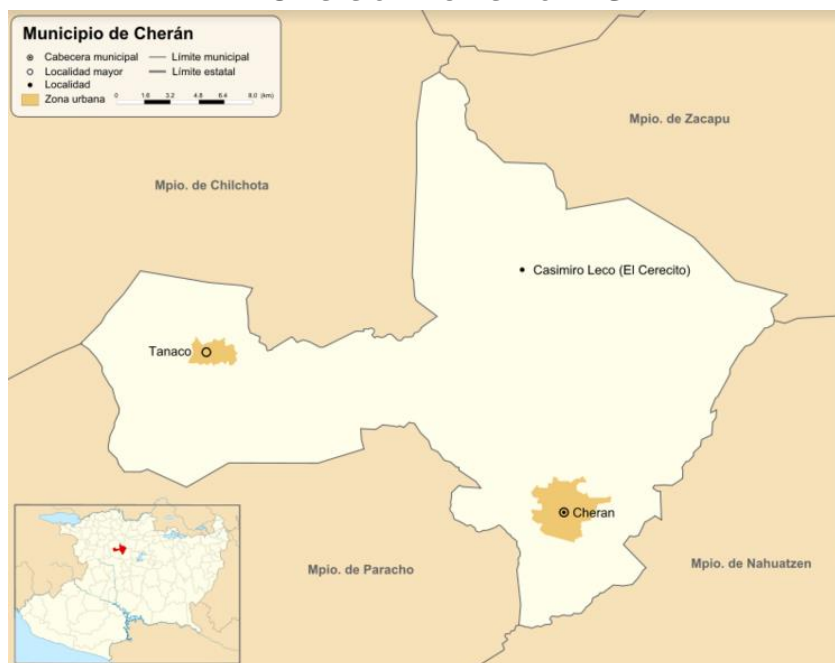 Municipio de Cherán
Cabecera municipal
Límite municipal
Localidad mayor
Límite estatal
Localidad
Zona urbana
0 1.6 3.2 4.8 6.4 8.0 (km)
Mpio. de Zacapu
Mpio. de Chilchota
Casimiro Leco (El Cerecito)
Tanaco
Cheran
Mpio. de Paracho
Mpio. de Nahuatzen